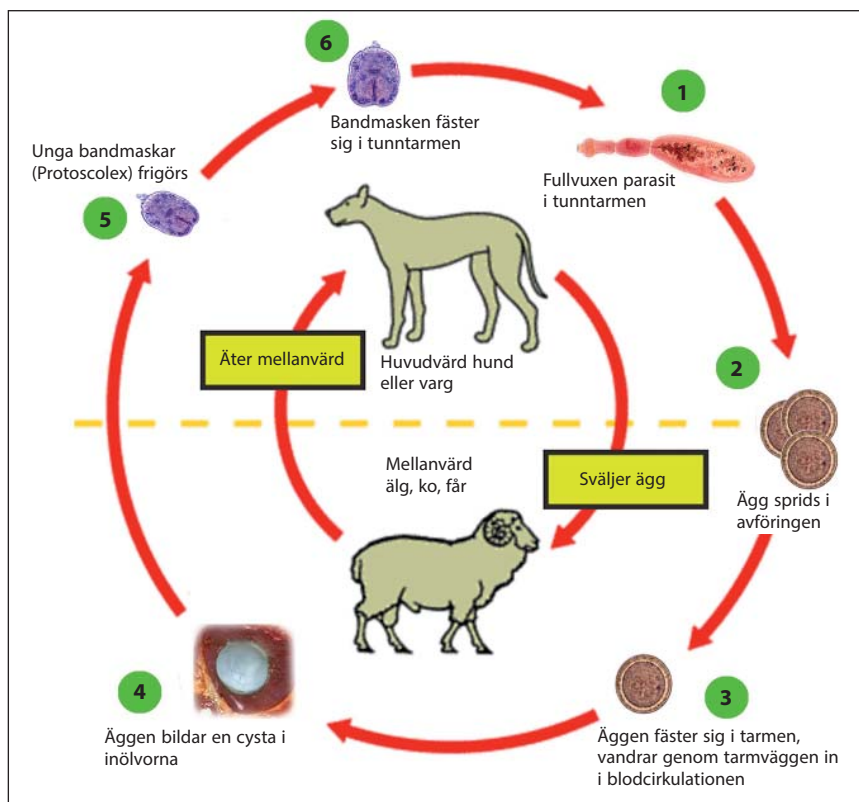 6
Bandmasken fäster
sig i tunntarmen
1
Fullvuxen parasit
i tunntarmen
Unga bandmaskar
(Protoscolex) frigörs
5
Äter mellanvärd
Huvudvärd hund
eller varg
2
Ägg sprids i
avföringen
Mellanvärd
älg, ko, får
Sväljer ägg
4
Äggen bildar en cysta i
inölvorna
3
Äggen fäster sig i tarmen,
vandrar genom tarmväggen in
i blodcirkulationen